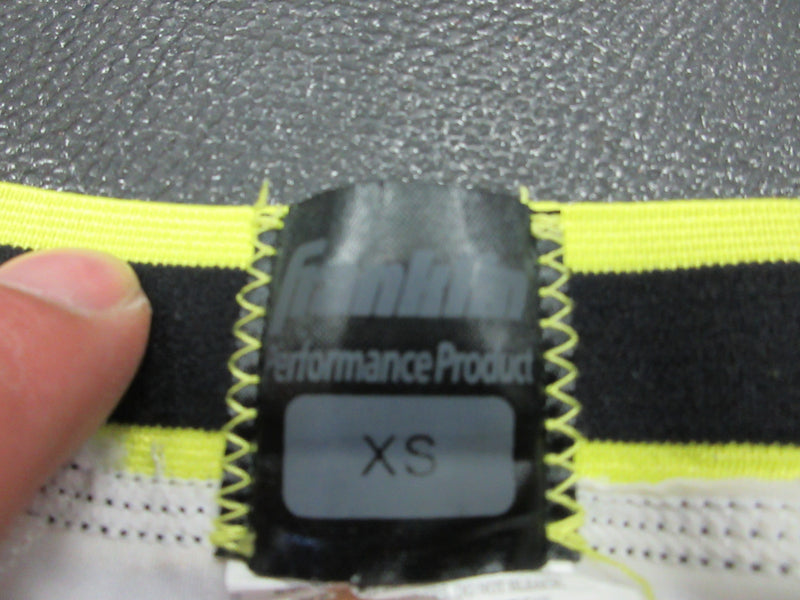 franklin
Performance Product
XS